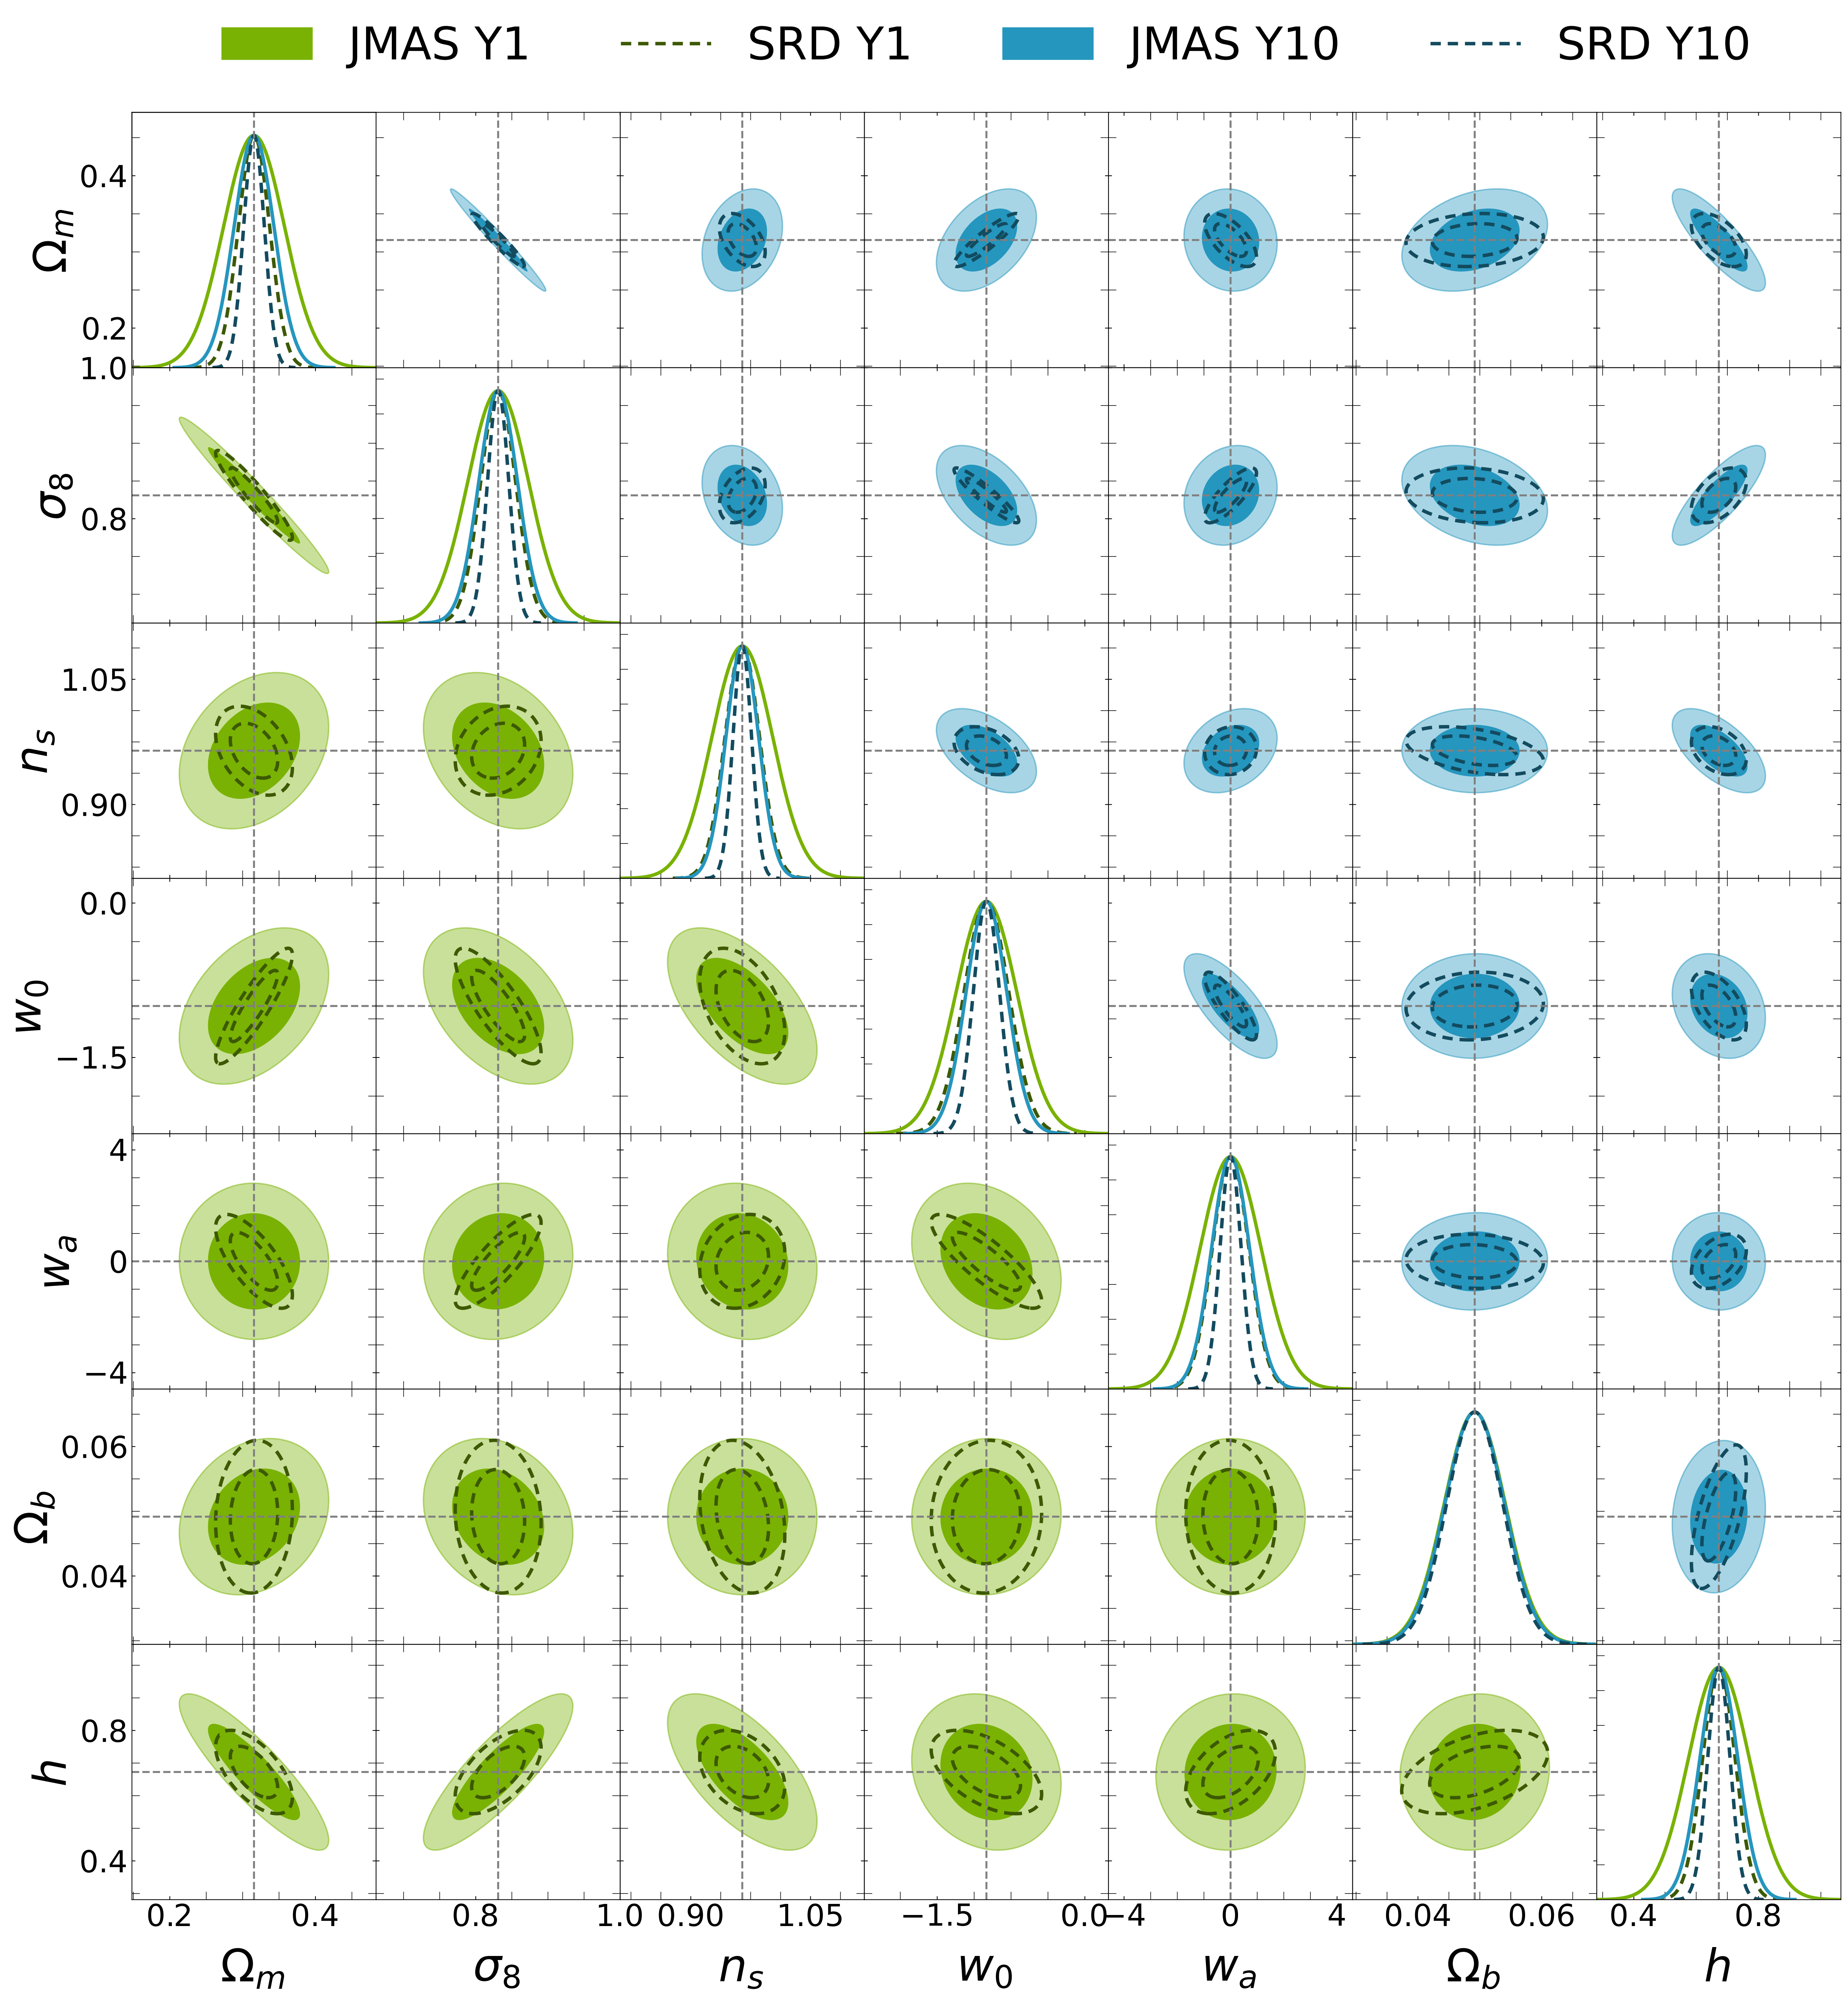 JMAS Y1 SRD Y1 JMAS Y10 SRD Y10
Ωm 0.4 0.2
σ8 1.0 0.8
ns 1.05 0.90
w0 0.0 −1.5
wa 4 0 −4
Ωb 0.06 0.04
h 0.8 0.4
0.2 0.4 0.8 1.0 0.90 1.05 −1.5 0.0 −4 0 4 0.04 0.06 0.4 0.8
Ωm σ8 ns w0 wa Ωb h